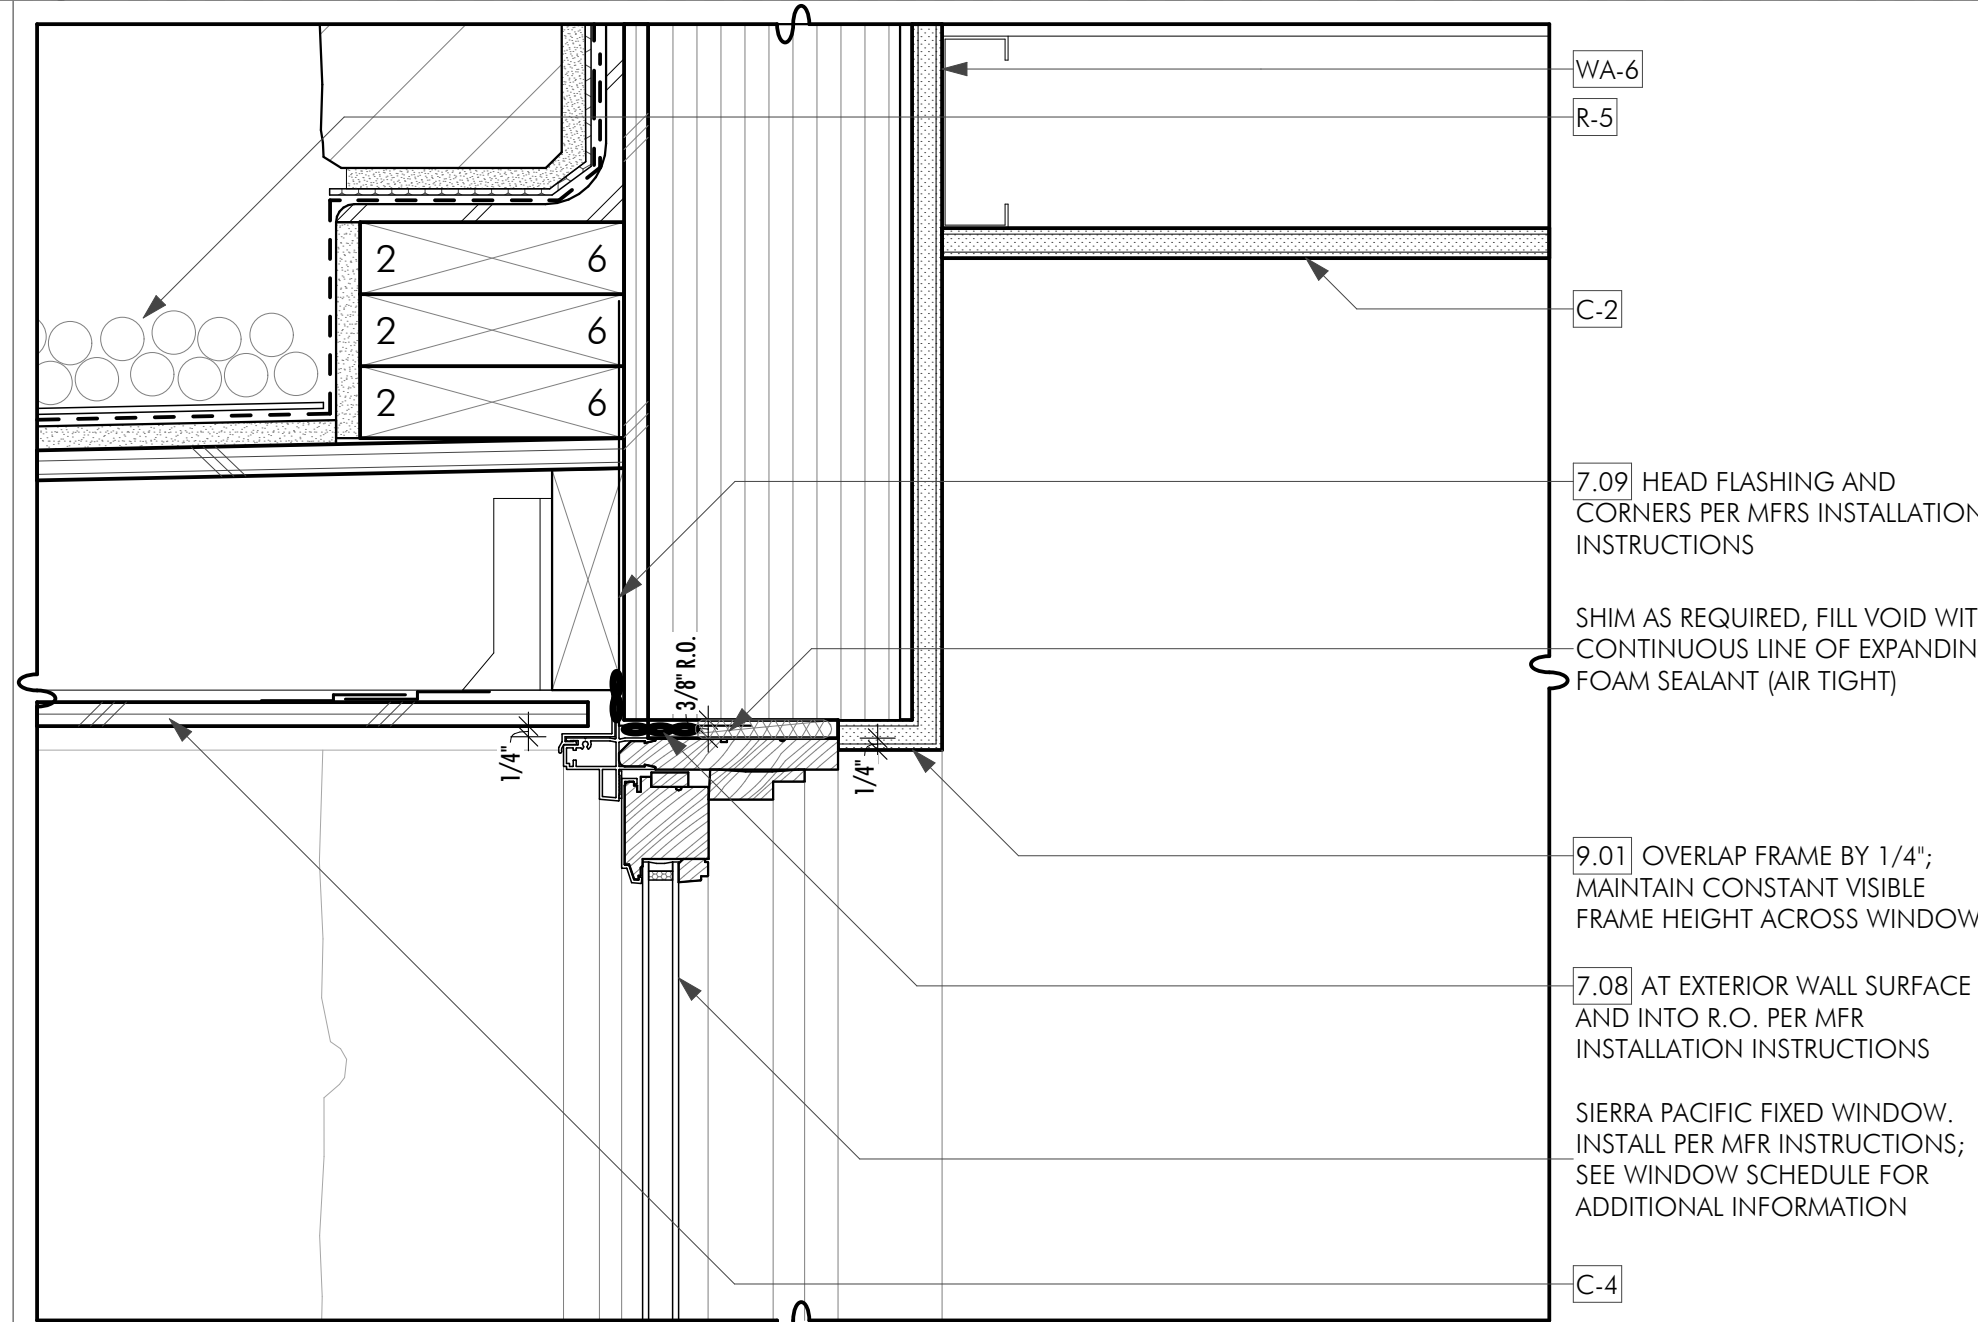 WA-6
R-5
2 6
2 6
2 6
C-2
7.09 HEAD FLASHING AND
CORNERS PER MFRS INSTALLATION
INSTRUCTIONS
SHIM AS REQUIRED, FILL VOID WIT
CONTINUOUS LINE OF EXPANDIN
FOAM SEALANT (AIR TIGHT)
3/8" R.O.
1/4"
1/4"
9.01 OVERLAP FRAME BY 1/4";
MAINTAIN CONSTANT VISIBLE
FRAME HEIGHT ACROSS WINDOW
7.08 AT EXTERIOR WALL SURFACE
AND INTO R.O. PER MFR
INSTALLATION INSTRUCTIONS
SIERRA PACIFIC FIXED WINDOW.
INSTALL PER MFR INSTRUCTIONS;
SEE WINDOW SCHEDULE FOR
ADDITIONAL INFORMATION
C-4